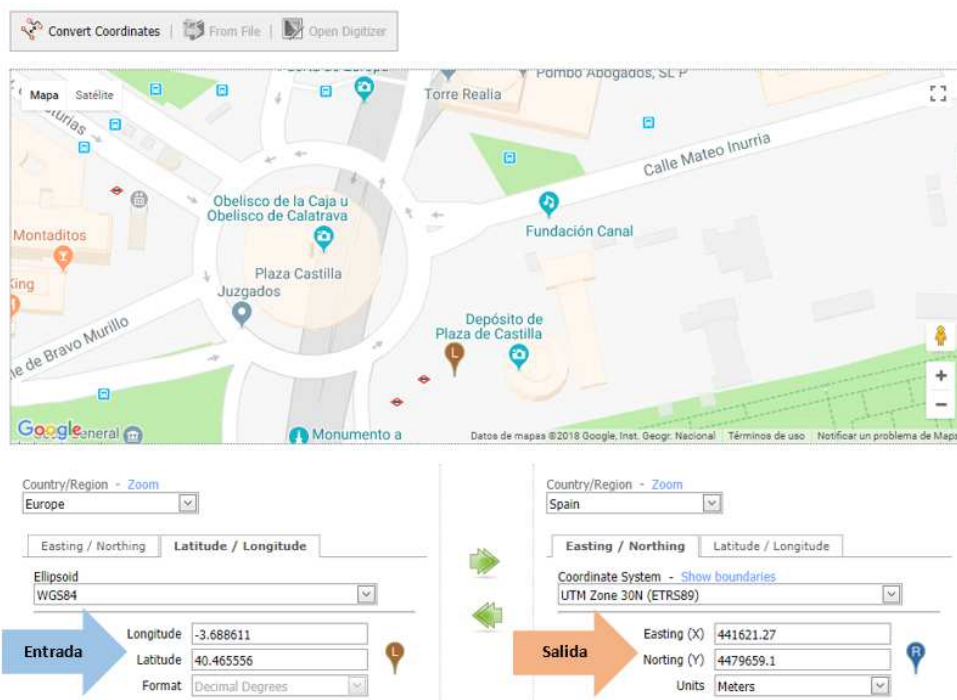 Convert Coordinates | From File | Open Digitizer
Mapa Satélite
Torre Realia
Pombo Abogados, SL P
Calle Mateo Inurria
Obelisco de la Caja u
Obelisco de Calatrava
Fundación Canal
Montaditos
Plaza Castilla
King
Juzgados
Depósito de
Plaza de Castilla
L
de Bravo Murillo
Google
Monumento a
Datos de mapas ©2018 Google, Inst. Geogr. Nacional Términos de uso Notificar un problema de Maps
Country/Region - Zoom
Europe
Easting / Northing Latitude / Longitude
Ellipsoid
WGS84
Entrada
Longitude -3.688611
Latitude 40.465556
L
Format Decimal Degrees
Country/Region - Zoom
Spain
Easting / Northing Latitude / Longitude
Coordinate System - Show boundaries
UTM Zone 30N (ETRS89)
Salida
Easting (X) 441621.27
Norting (Y) 4479659.1
R
Units Meters